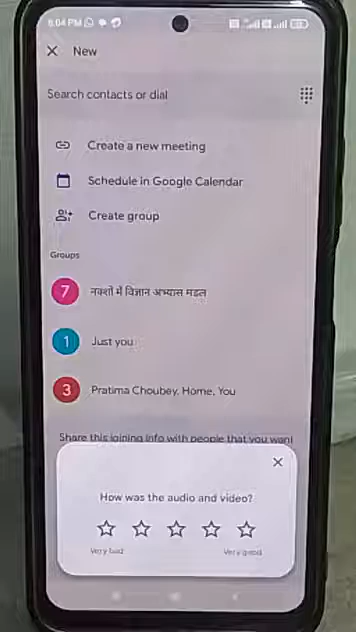 6:04 PM
New
Search contacts or dial
Create a new meeting
Schedule in Google Calendar
Create group
Groups
7 नक्शों में विज्ञान अभ्यास मंडल
1 Just you
3 Pratima Choubey, Home, You
Share this joining info with people that you want
How was the audio and video?
Very bad Very good